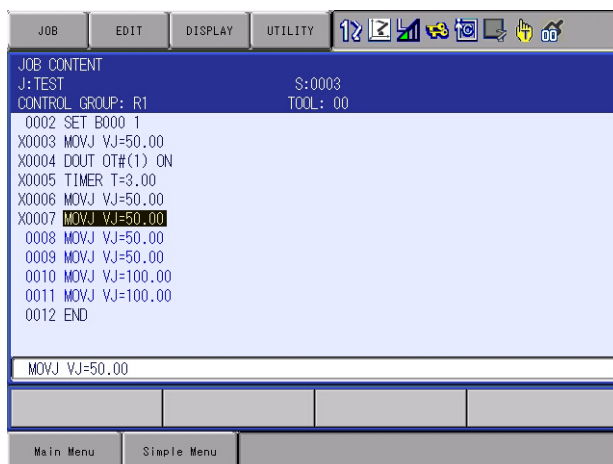 JOB EDIT DISPLAY UTILITY
JOB CONTENT
J:TEST S:0003
CONTROL GROUP: R1 TOOL: 00
0002 SET B000 1
X0003 MOVJ VJ=50.00
X0004 DOUT OT#(1) ON
X0005 TIMER T=3.00
X0006 MOVJ VJ=50.00
X0007 MOVJ VJ=50.00
0008 MOVJ VJ=50.00
0009 MOVJ VJ=50.00
0010 MOVJ VJ=100.00
0011 MOVJ VJ=100.00
0012 END
MOVJ VJ=50.00
Main Menu Simple Menu